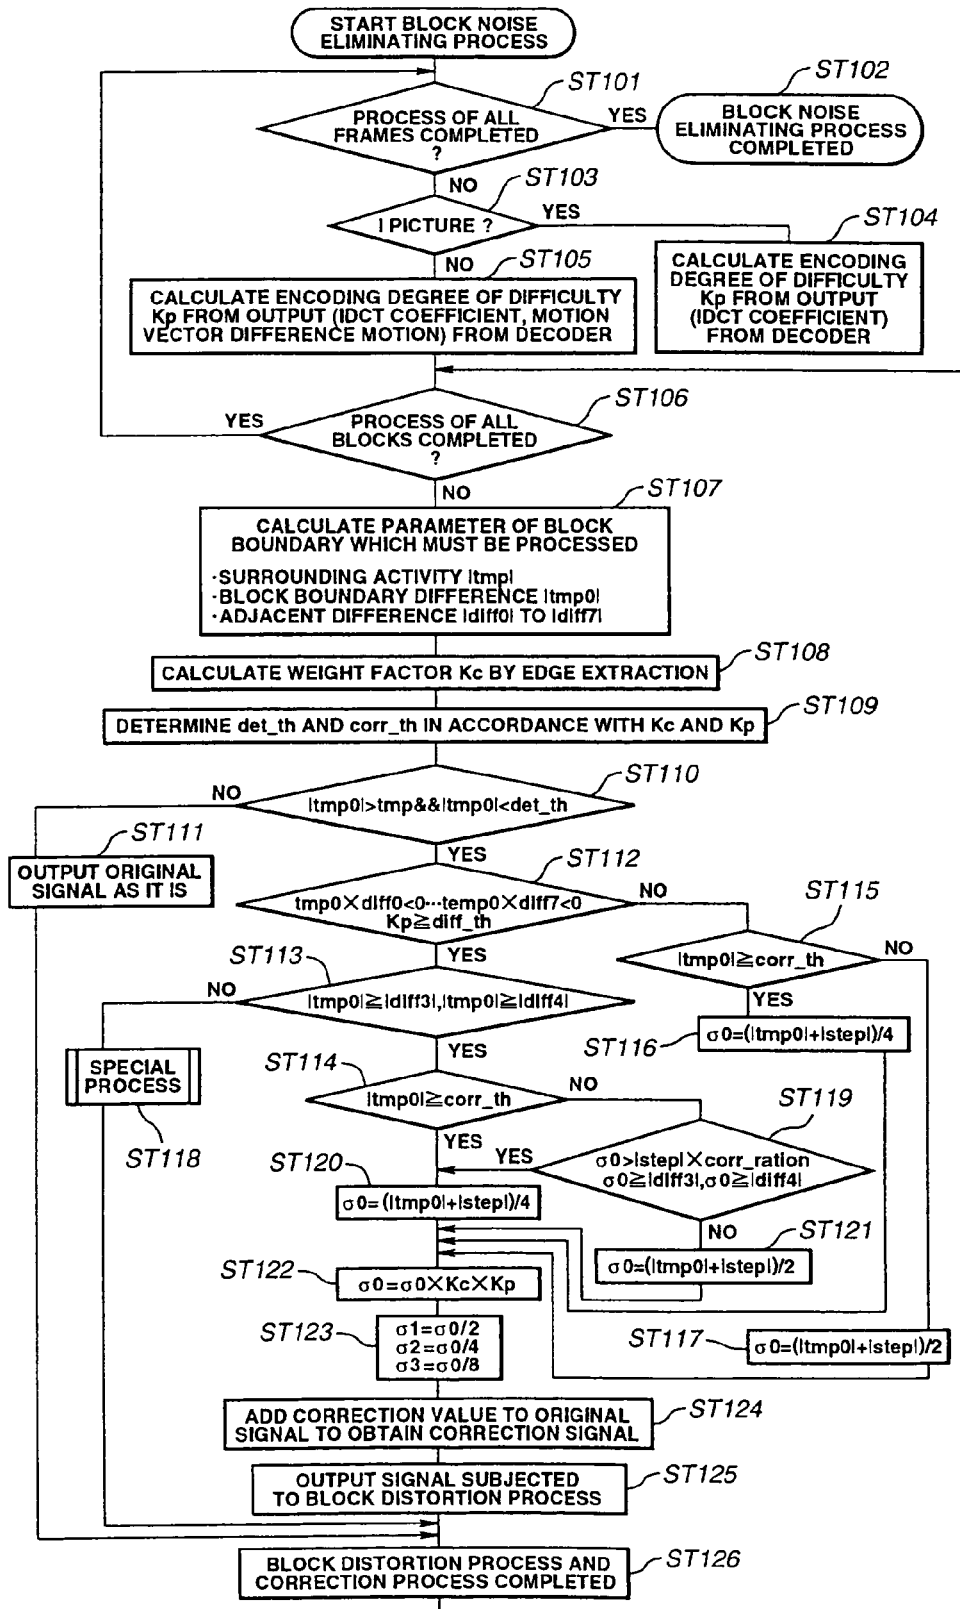 START BLOCK NOISE
ELIMINATING PROCESS
ST101
PROCESS OF ALL
FRAMES COMPLETED
?
YES
ST102
BLOCK NOISE
ELIMINATING PROCESS
COMPLETED
NO
ST103
I PICTURE ?
YES
ST104
CALCULATE ENCODING
DEGREE OF DIFFICULTY
Kp FROM OUTPUT
(IDCT COEFFICIENT)
FROM DECODER
NO
ST105
CALCULATE ENCODING DEGREE OF DIFFICULTY
Kp FROM OUTPUT (IDCT COEFFICIENT, MOTION
VECTOR DIFFERENCE MOTION) FROM DECODER
ST106
YES
PROCESS OF ALL
BLOCKS COMPLETED
?
NO
ST107
CALCULATE PARAMETER OF BLOCK
BOUNDARY WHICH MUST BE PROCESSED
·SURROUNDING ACTIVITY |tmp|
·BLOCK BOUNDARY DIFFERENCE |tmp0|
·ADJACENT DIFFERENCE |diff0| TO |diff7|
ST108
CALCULATE WEIGHT FACTOR Kc BY EDGE EXTRACTION
ST109
DETERMINE det_th AND corr_th IN ACCORDANCE WITH Kc AND Kp
ST110
NO
|tmp0|>tmp&&|tmp0|<det_th
YES
ST111
OUTPUT ORIGINAL
SIGNAL AS IT IS
ST112
NO
tmp0×diff0<0···temp0×diff7<0
Kp≧diff_th
YES
ST115
|tmp0|≧corr_th
NO
YES
ST113
NO
|tmp0|≧|diff3|,|tmp0|≧|diff4|
YES
ST116
σ0=(|tmp0|+|step|)/4
SPECIAL
PROCESS
ST118
ST114
|tmp0|≧corr_th
NO
YES
ST119
YES
σ0>|step|×corr_ration
σ0≧|diff3|,σ0≧|diff4|
NO
ST120
σ0=(|tmp0|+|step|)/4
ST121
σ0=(|tmp0|+|step|)/2
ST122
σ0=σ0×Kc×Kp
ST117
σ0=(|tmp0|+|step|)/2
ST123
σ1=σ0/2
σ2=σ0/4
σ3=σ0/8
ST124
ADD CORRECTION VALUE TO ORIGINAL
SIGNAL TO OBTAIN CORRECTION SIGNAL
ST125
OUTPUT SIGNAL SUBJECTED
TO BLOCK DISTORTION PROCESS
ST126
BLOCK DISTORTION PROCESS AND
CORRECTION PROCESS COMPLETED